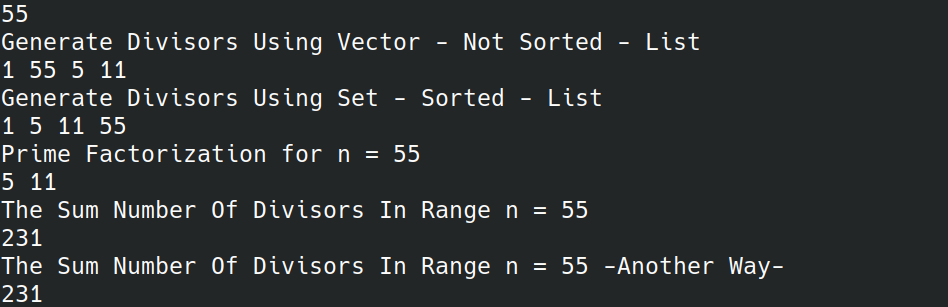 55
Generate Divisors Using Vector - Not Sorted - List
1 55 5 11
Generate Divisors Using Set - Sorted - List
1 5 11 55
Prime Factorization for n = 55
5 11
The Sum Number Of Divisors In Range n = 55
231
The Sum Number Of Divisors In Range n = 55 -Another Way-
231